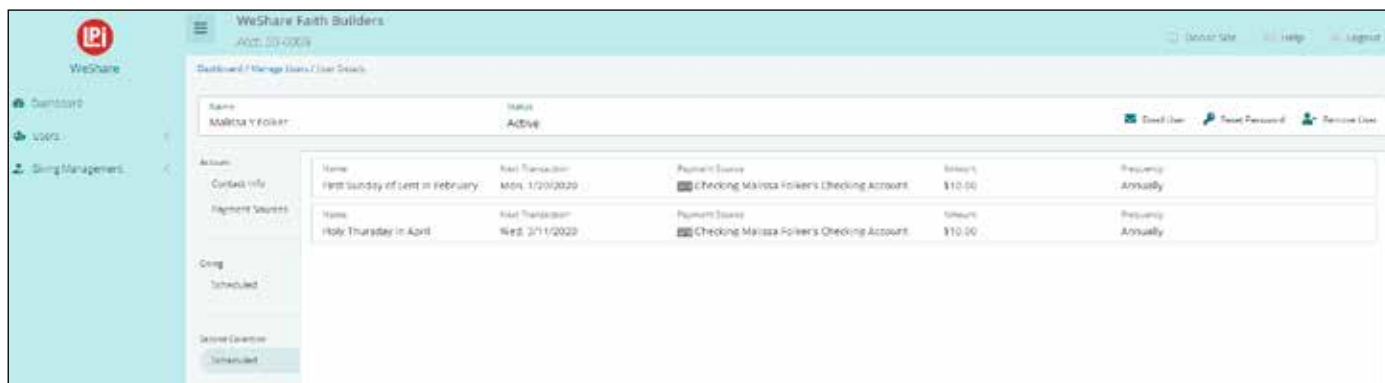 LPi
WeShare
WeShare Faith Builders
Donor Site Help Logout
Dashboard / Manage Users / User Details
Dashboard
Users
Giving Management
Name
Malissa Y Folker
Status
Active
Email User Reset Password Remove User
Account
Contact Info
Payment Sources
Giving
Scheduled
Second Collection
Scheduled
Name Next Transaction Payment Source Amount Frequency
First Sunday of Lent in February Mon, 1/20/2020 Checking Malissa Folker's Checking Account $10.00 Annually
Name Next Transaction Payment Source Amount Frequency
Holy Thursday in April Wed, 3/11/2020 Checking Malissa Folker's Checking Account $10.00 Annually